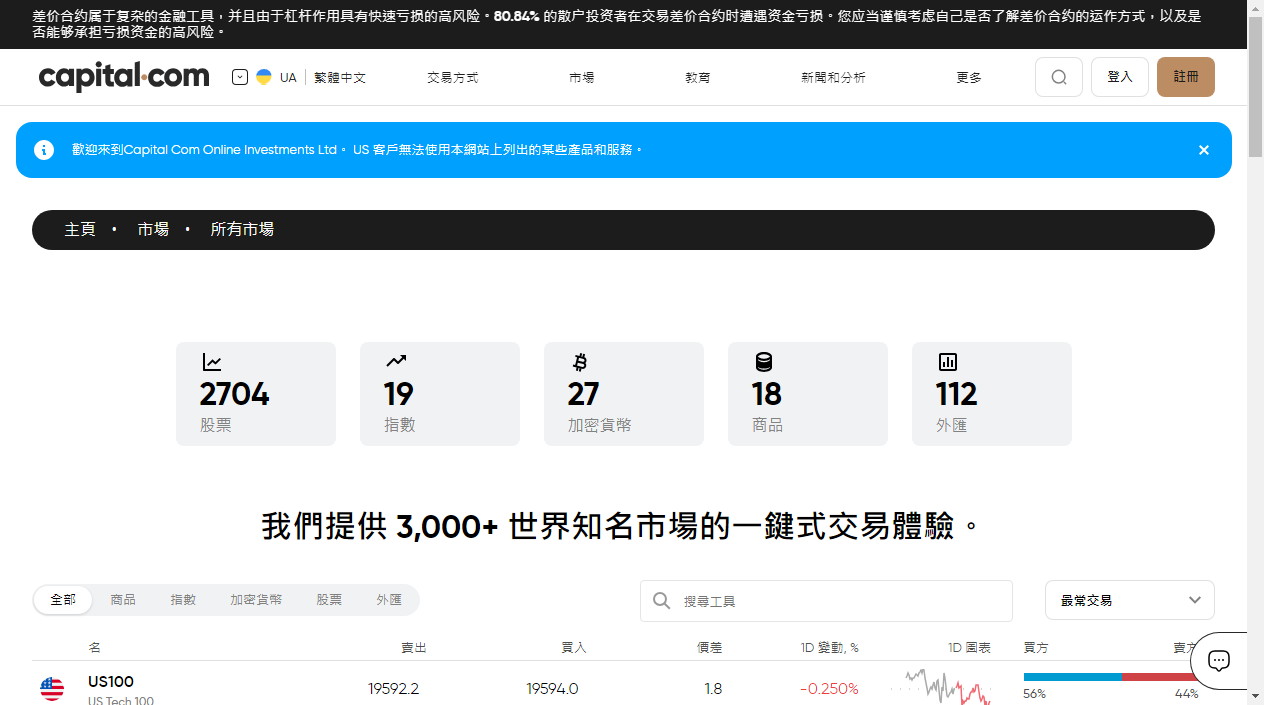 差价合约属于复杂的金融工具，并且由于杠杆作用具有快速亏损的高风险。80.84% 的散户投资者在交易差价合约时遭遇资金亏损。您应当谨慎考虑自己是否了解差价合约的运作方式，以及是
否能够承担亏损资金的高风险。
capital.com UA 繁體中文 交易方式 市場 教育 新聞和分析 更多 登入 註冊
歡迎來到Capital Com Online Investments Ltd。 US 客戶無法使用本網站上列出的某些產品和服務。
主頁 • 市場 • 所有市場
2704 19 27 18 112
股票 指數 加密貨幣 商品 外匯
我們提供 3,000+ 世界知名市場的一鍵式交易體驗。
全部 商品 指數 加密貨幣 股票 外匯 搜尋工具 最常交易
名 賣出 買入 價差 1D 變動, % 1D 圖表 買方 賣方
US100 19592.2 19594.0 1.8 -0.250%
US Tech 100 56% 44%